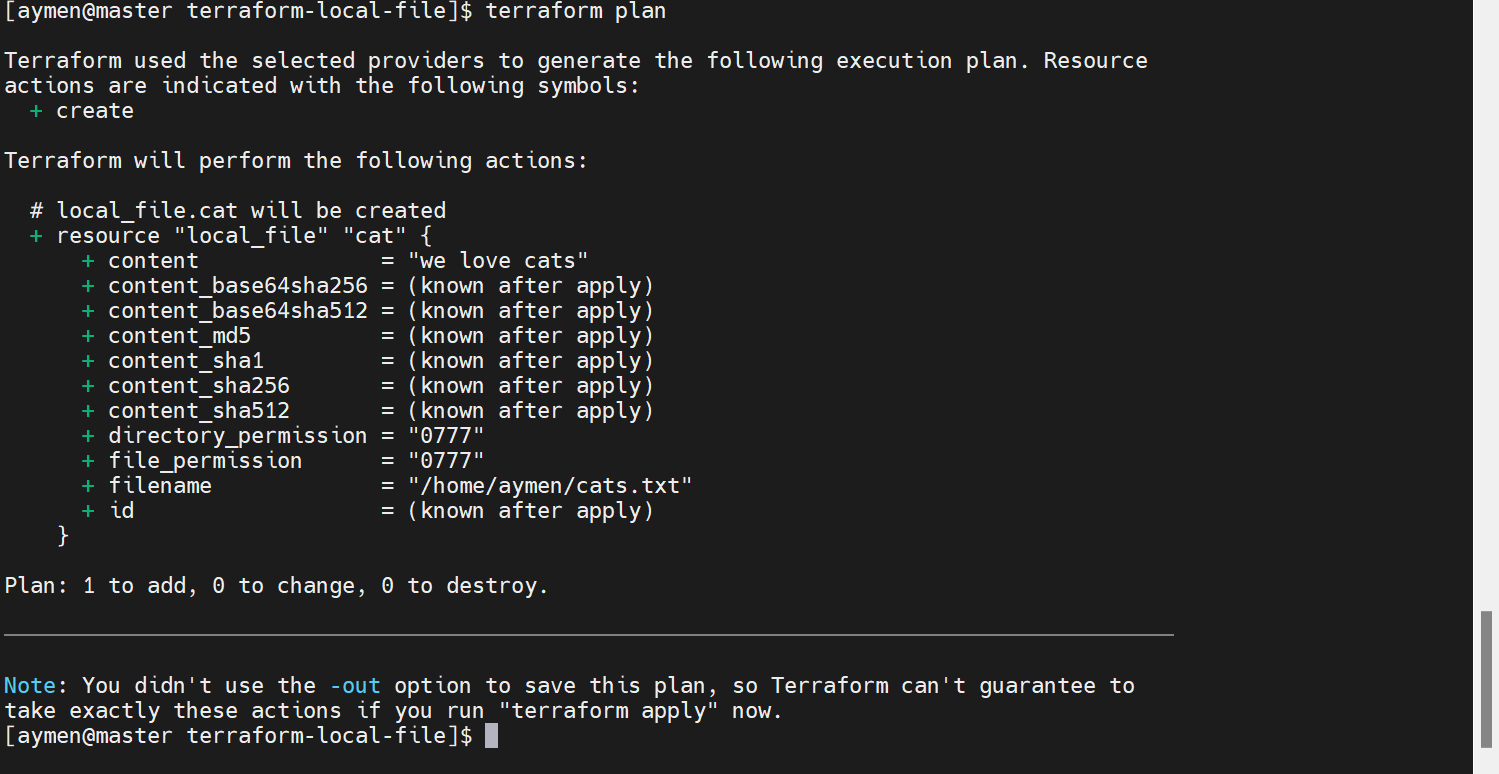 [aymen@master terraform-local-file]$ terraform plan
Terraform used the selected providers to generate the following execution plan. Resource
actions are indicated with the following symbols:
  + create
Terraform will perform the following actions:
  # local_file.cat will be created
  + resource "local_file" "cat" {
      + content              = "we love cats"
      + content_base64sha256 = (known after apply)
      + content_base64sha512 = (known after apply)
      + content_md5          = (known after apply)
      + content_sha1         = (known after apply)
      + content_sha256       = (known after apply)
      + content_sha512       = (known after apply)
      + directory_permission = "0777"
      + file_permission      = "0777"
      + filename             = "/home/aymen/cats.txt"
      + id                   = (known after apply)
    }
Plan: 1 to add, 0 to change, 0 to destroy.
Note: You didn't use the -out option to save this plan, so Terraform can't guarantee to
take exactly these actions if you run "terraform apply" now.
[aymen@master terraform-local-file]$